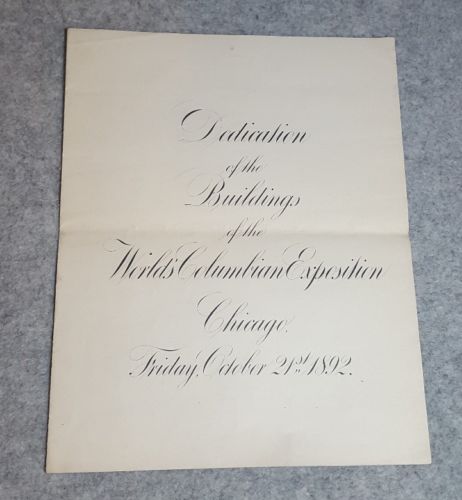 Dedication
of the
Buildings
of the
World's Columbian Exposition
Chicago.
Friday, October 21st 1892.